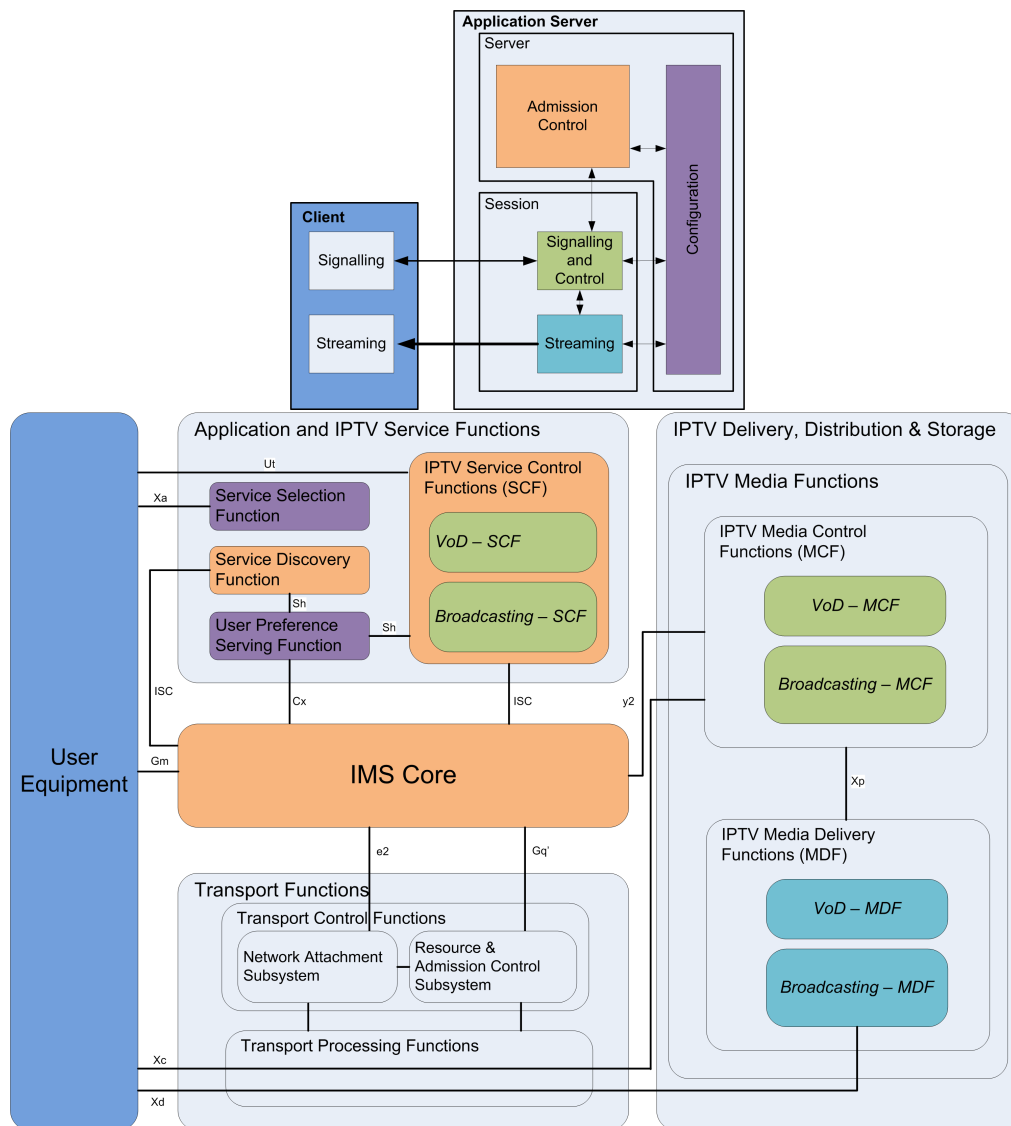 Application Server
Server
Admission
Control
Configuration
Session
Signalling
and
Control
Streaming
Client
Signalling
Streaming
User
Equipment
Application and IPTV Service Functions
Ut
Xa
Service Selection
Function
Service Discovery
Function
Sh
User Preference
Serving Function
Sh
IPTV Service Control
Functions (SCF)
VoD – SCF
Broadcasting – SCF
ISC
Cx
ISC
y2
Gm
IMS Core
e2
Gq'
Transport Functions
Transport Control Functions
Network Attachment
Subsystem
Resource &
Admission Control
Subsystem
Transport Processing Functions
Xc
Xd
IPTV Delivery, Distribution & Storage
IPTV Media Functions
IPTV Media Control
Functions (MCF)
VoD – MCF
Broadcasting – MCF
Xp
IPTV Media Delivery
Functions (MDF)
VoD – MDF
Broadcasting – MDF